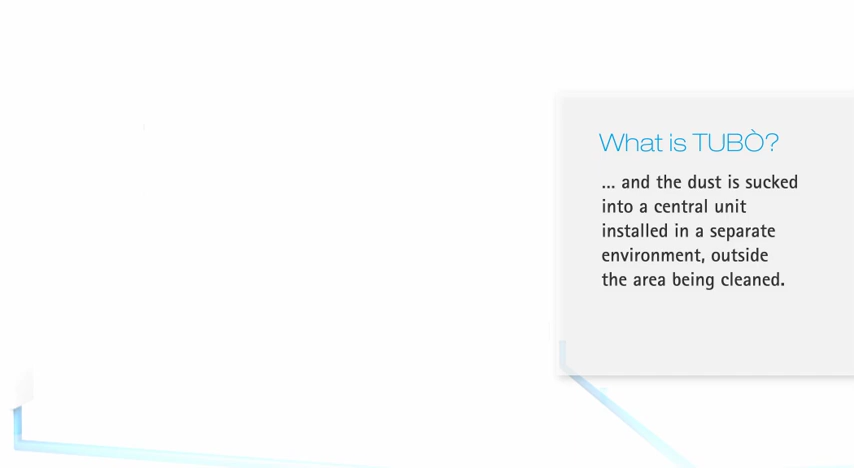 What is TUBÒ?
... and the dust is sucked
into a central unit
installed in a separate
environment, outside
the area being cleaned.